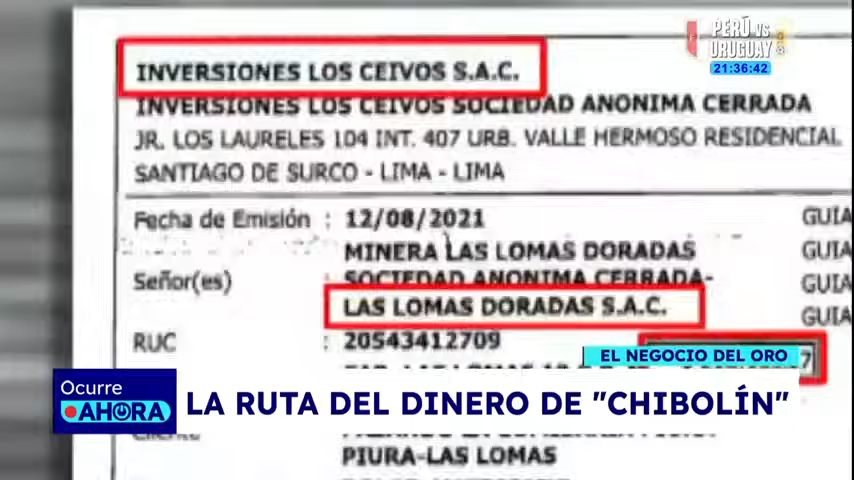 PERÚ VS
URUGUAY
21:36:42
INVERSIONES LOS CEIVOS S.A.C.
INVERSIONES LOS CEIVOS SOCIEDAD ANONIMA CERRADA
JR. LOS LAURELES 104 INT. 407 URB. VALLE HERMOSO RESIDENCIAL
SANTIAGO DE SURCO - LIMA - LIMA
Fecha de Emisión : 12/08/2021 GUIA
MINERA LAS LOMAS DORADAS GUIA
Señor(es) : SOCIEDAD ANONIMA CERRADA- GUIA
LAS LOMAS DORADAS S.A.C. GUIA
RUC : 20543412709
EL NEGOCIO DEL ORO
Ocurre
AHORA
LA RUTA DEL DINERO DE "CHIBOLÍN"
PIURA-LAS LOMAS